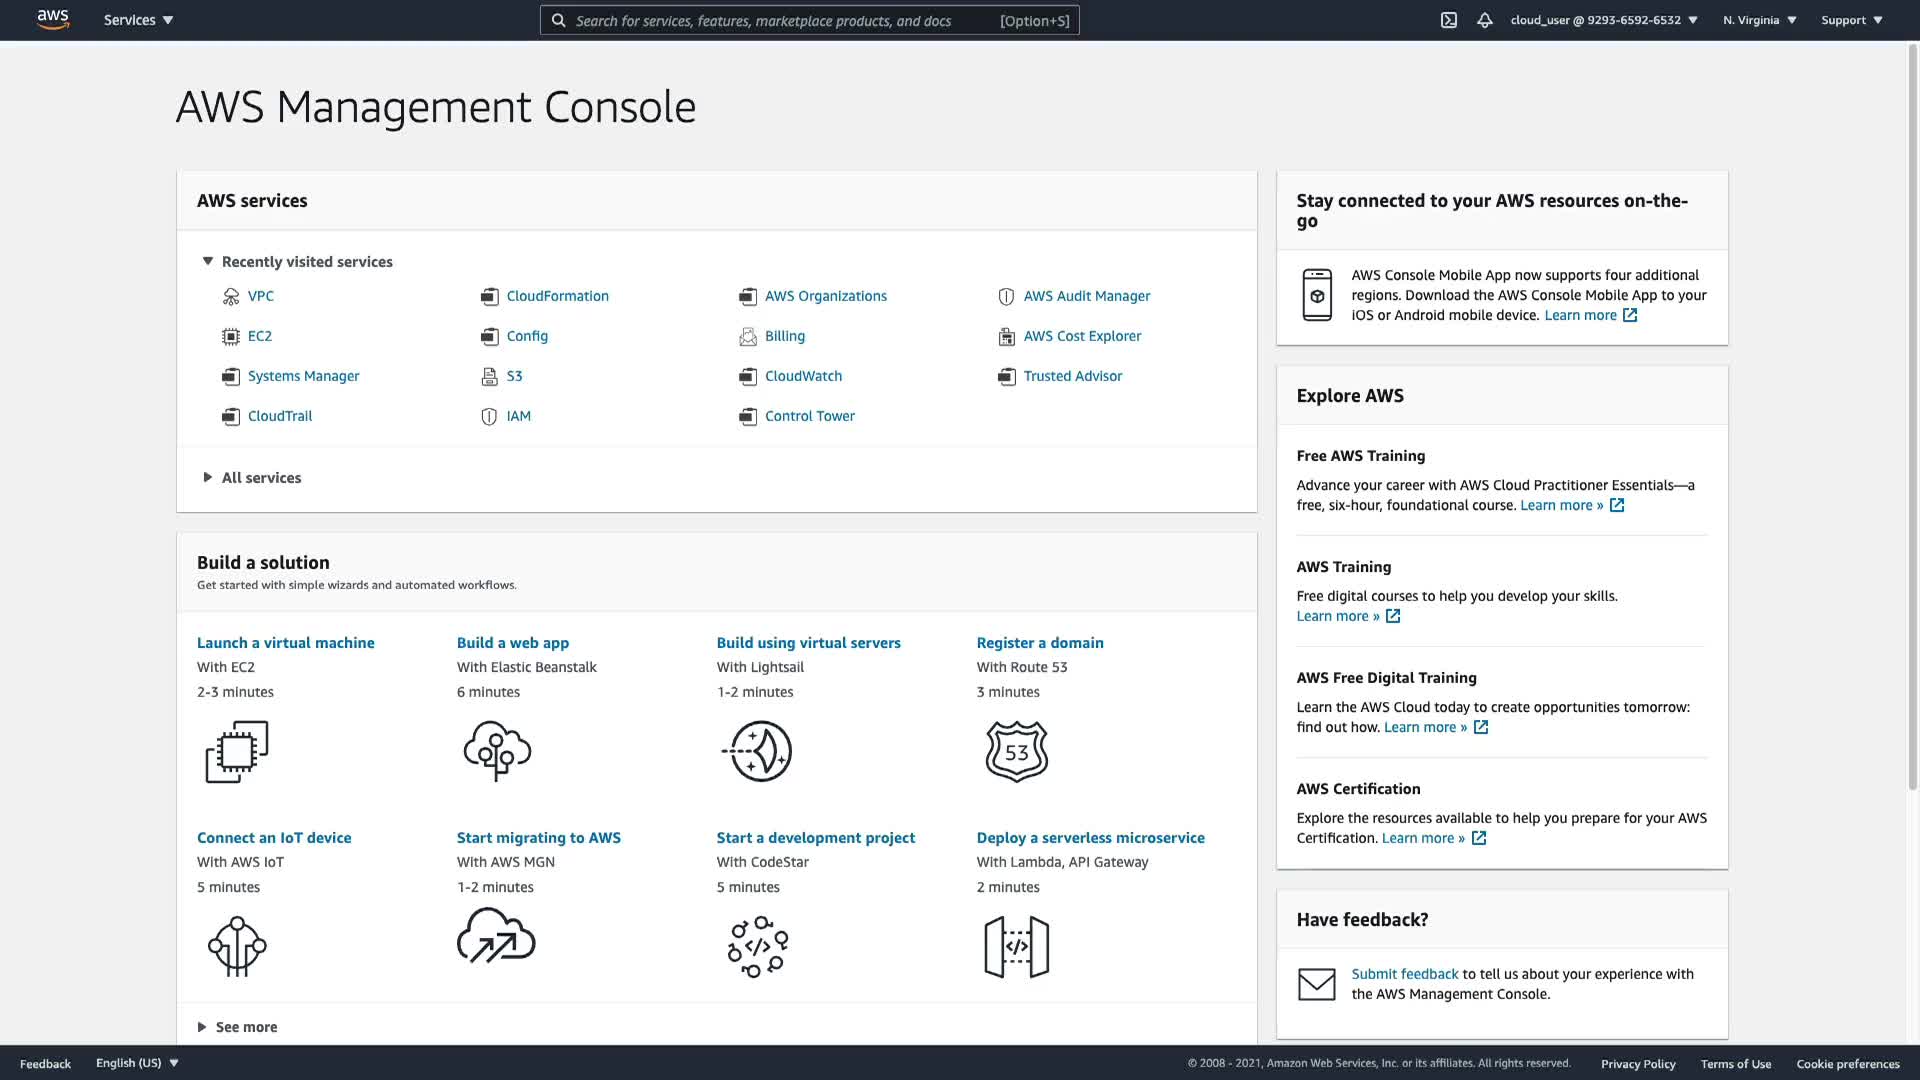 aws
Services
Search for services, features, marketplace products, and docs
[Option+S]
cloud_user @ 9293-6592-6532
N. Virginia
Support
AWS Management Console
AWS services
Recently visited services
VPC
CloudFormation
AWS Organizations
AWS Audit Manager
EC2
Config
Billing
AWS Cost Explorer
Systems Manager
S3
CloudWatch
Trusted Advisor
CloudTrail
IAM
Control Tower
All services
Build a solution
Get started with simple wizards and automated workflows.
Launch a virtual machine
With EC2
2-3 minutes
Build a web app
With Elastic Beanstalk
6 minutes
Build using virtual servers
With Lightsail
1-2 minutes
Register a domain
With Route 53
3 minutes
53
Connect an IoT device
With AWS IoT
5 minutes
Start migrating to AWS
With AWS MGN
1-2 minutes
Start a development project
With CodeStar
5 minutes
</>
Deploy a serverless microservice
With Lambda, API Gateway
2 minutes
</>
See more
Stay connected to your AWS resources on-the-
go
AWS Console Mobile App now supports four additional
regions. Download the AWS Console Mobile App to your
iOS or Android mobile device. Learn more
Explore AWS
Free AWS Training
Advance your career with AWS Cloud Practitioner Essentials—a
free, six-hour, foundational course. Learn more »
AWS Training
Free digital courses to help you develop your skills.
Learn more »
AWS Free Digital Training
Learn the AWS Cloud today to create opportunities tomorrow:
find out how. Learn more »
AWS Certification
Explore the resources available to help you prepare for your AWS
Certification. Learn more »
Have feedback?
Submit feedback to tell us about your experience with
the AWS Management Console.
Feedback
English (US)
© 2008 - 2021, Amazon Web Services, Inc. or its affiliates. All rights reserved.
Privacy Policy
Terms of Use
Cookie preferences